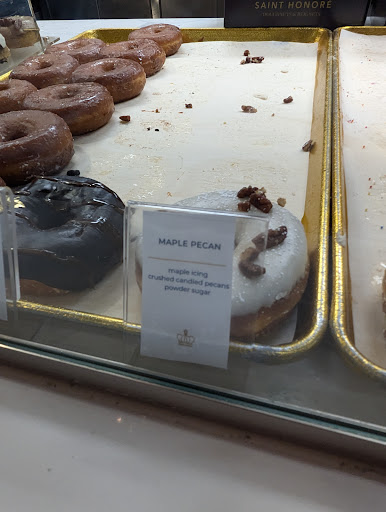 SAINT HONORÉ
MAPLE PECAN
maple icing
crushed candied pecans
powder sugar